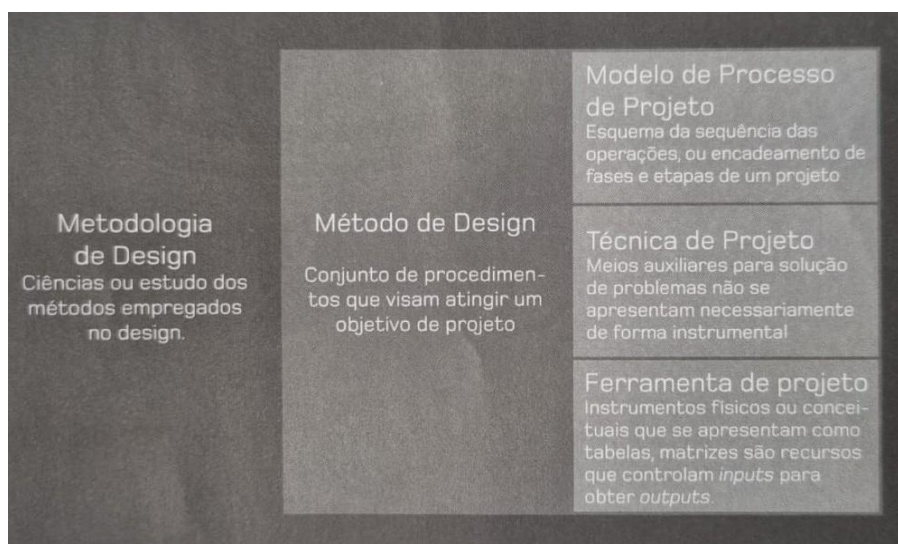 Metodologia
de Design
Ciências ou estudo dos
métodos empregados
no design.
Método de Design
Conjunto de procedimen-
tos que visam atingir um
objetivo de projeto
Modelo de Processo
de Projeto
Esquema da sequência das
operações, ou encadeamento de
fases e etapas de um projeto
Técnica de Projeto
Meios auxiliares para solução
de problemas não se
apresentam necessariamente
de forma instrumental
Ferramenta de projeto
Instrumentos físicos ou concei-
tuais que se apresentam como
tabelas, matrizes são recursos
que controlam inputs para
obter outputs.